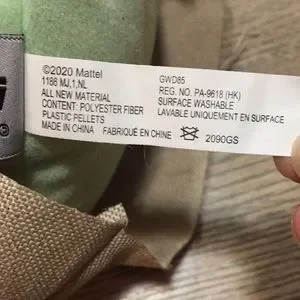 ©2020 Mattel
1186 MJ,1,NL
ALL NEW MATERIAL
CONTENT: POLYESTER FIBER
PLASTIC PELLETS
MADE IN CHINA FABRIQUÉ EN CHINE
GWD85
REG. NO. PA-9618 (HK)
SURFACE WASHABLE
LAVABLE UNIQUEMENT EN SURFACE
2090GS
®